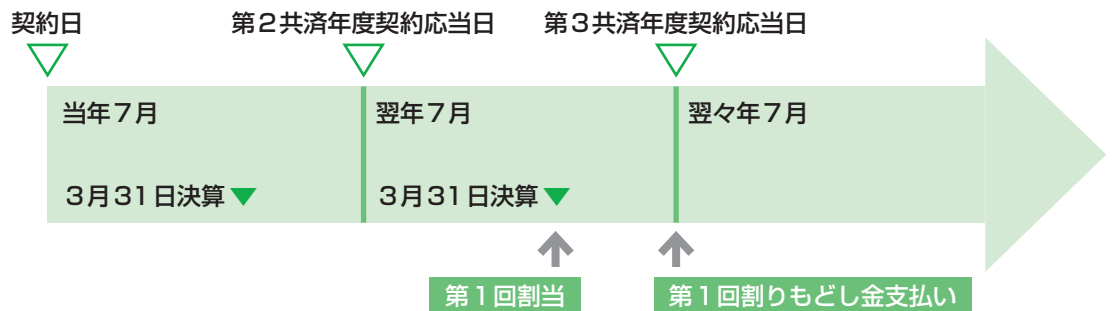 契約日
第2共済年度契約応当日
第3共済年度契約応当日
当年7月
翌年7月
翌々年7月
3月31日決算▼
3月31日決算▼
第1回割当
第1回割りもどし金支払い